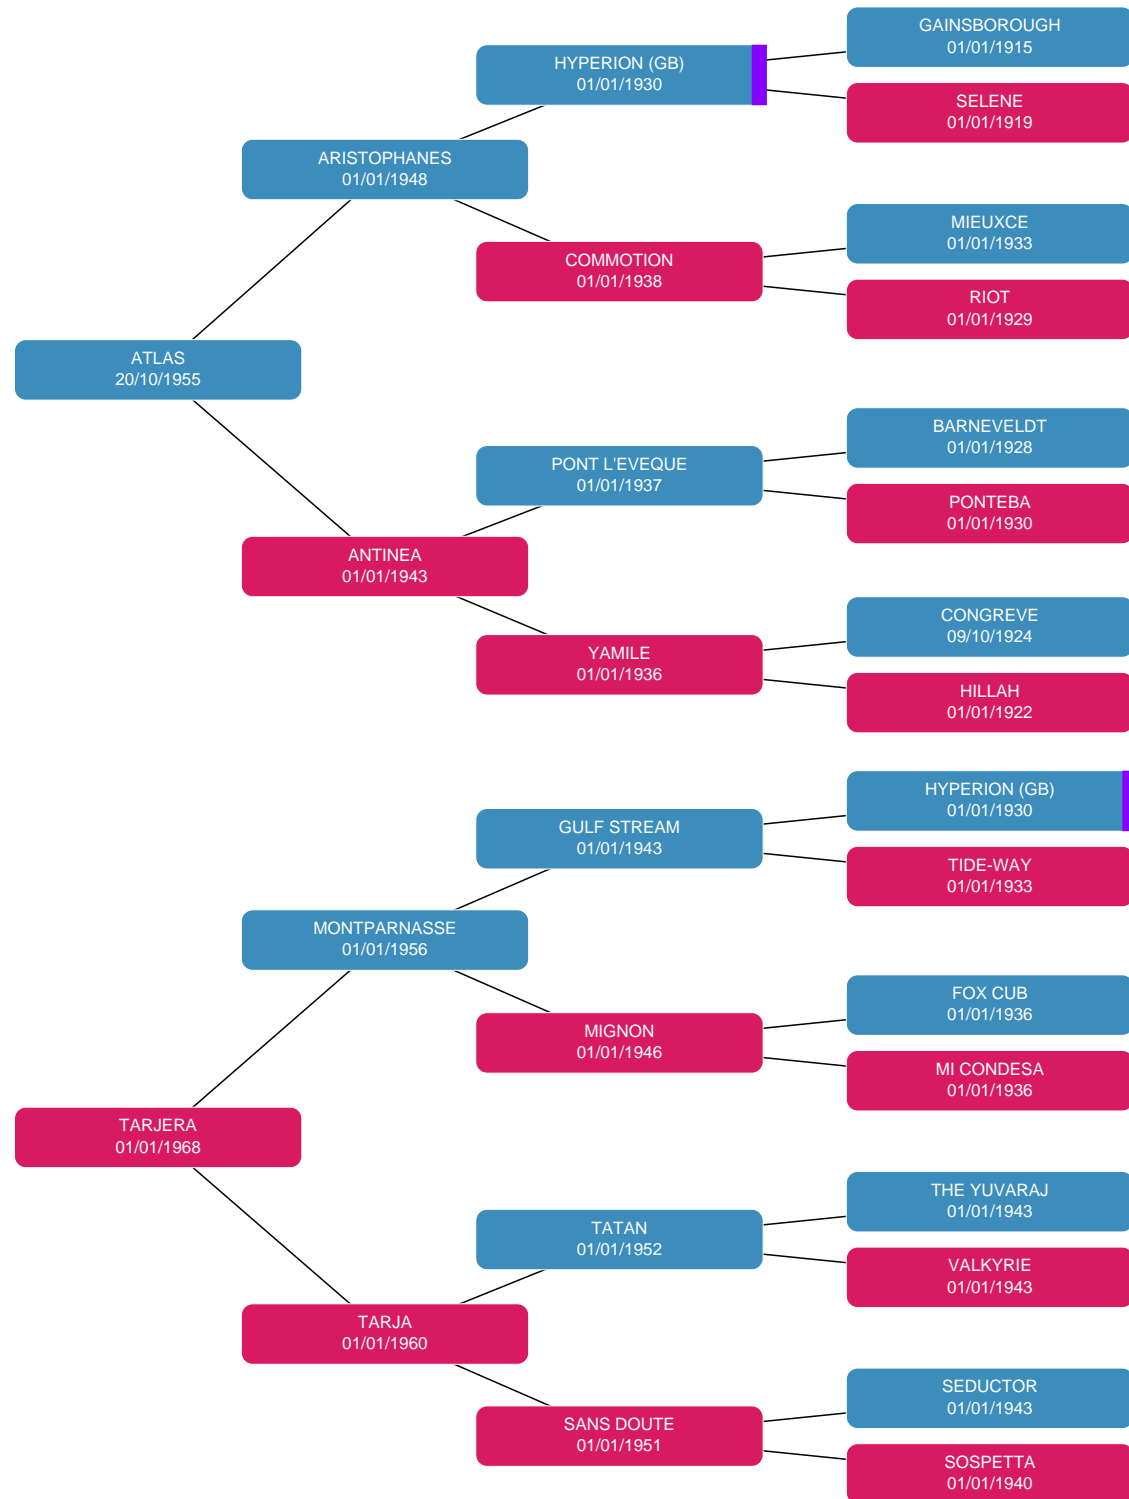 GAINSBOROUGH
01/01/1915
HYPERION (GB)
01/01/1930
SELENE
01/01/1919
ARISTOPHANES
01/01/1948
MIEUXCE
01/01/1933
COMMOTION
01/01/1938
RIOT
01/01/1929
ATLAS
20/10/1955
BARNEVELDT
01/01/1928
PONT L'EVEQUE
01/01/1937
PONTEBA
01/01/1930
ANTINEA
01/01/1943
CONGREVE
09/10/1924
YAMILE
01/01/1936
HILLAH
01/01/1922
HYPERION (GB)
01/01/1930
GULF STREAM
01/01/1943
TIDE-WAY
01/01/1933
MONTPARNASSE
01/01/1956
FOX CUB
01/01/1936
MIGNON
01/01/1946
MI CONDESA
01/01/1936
TARJERA
01/01/1968
THE YUVARAJ
01/01/1943
TATAN
01/01/1952
VALKYRIE
01/01/1943
TARJA
01/01/1960
SEDUCTOR
01/01/1943
SANS DOUTE
01/01/1951
SOSPETTA
01/01/1940